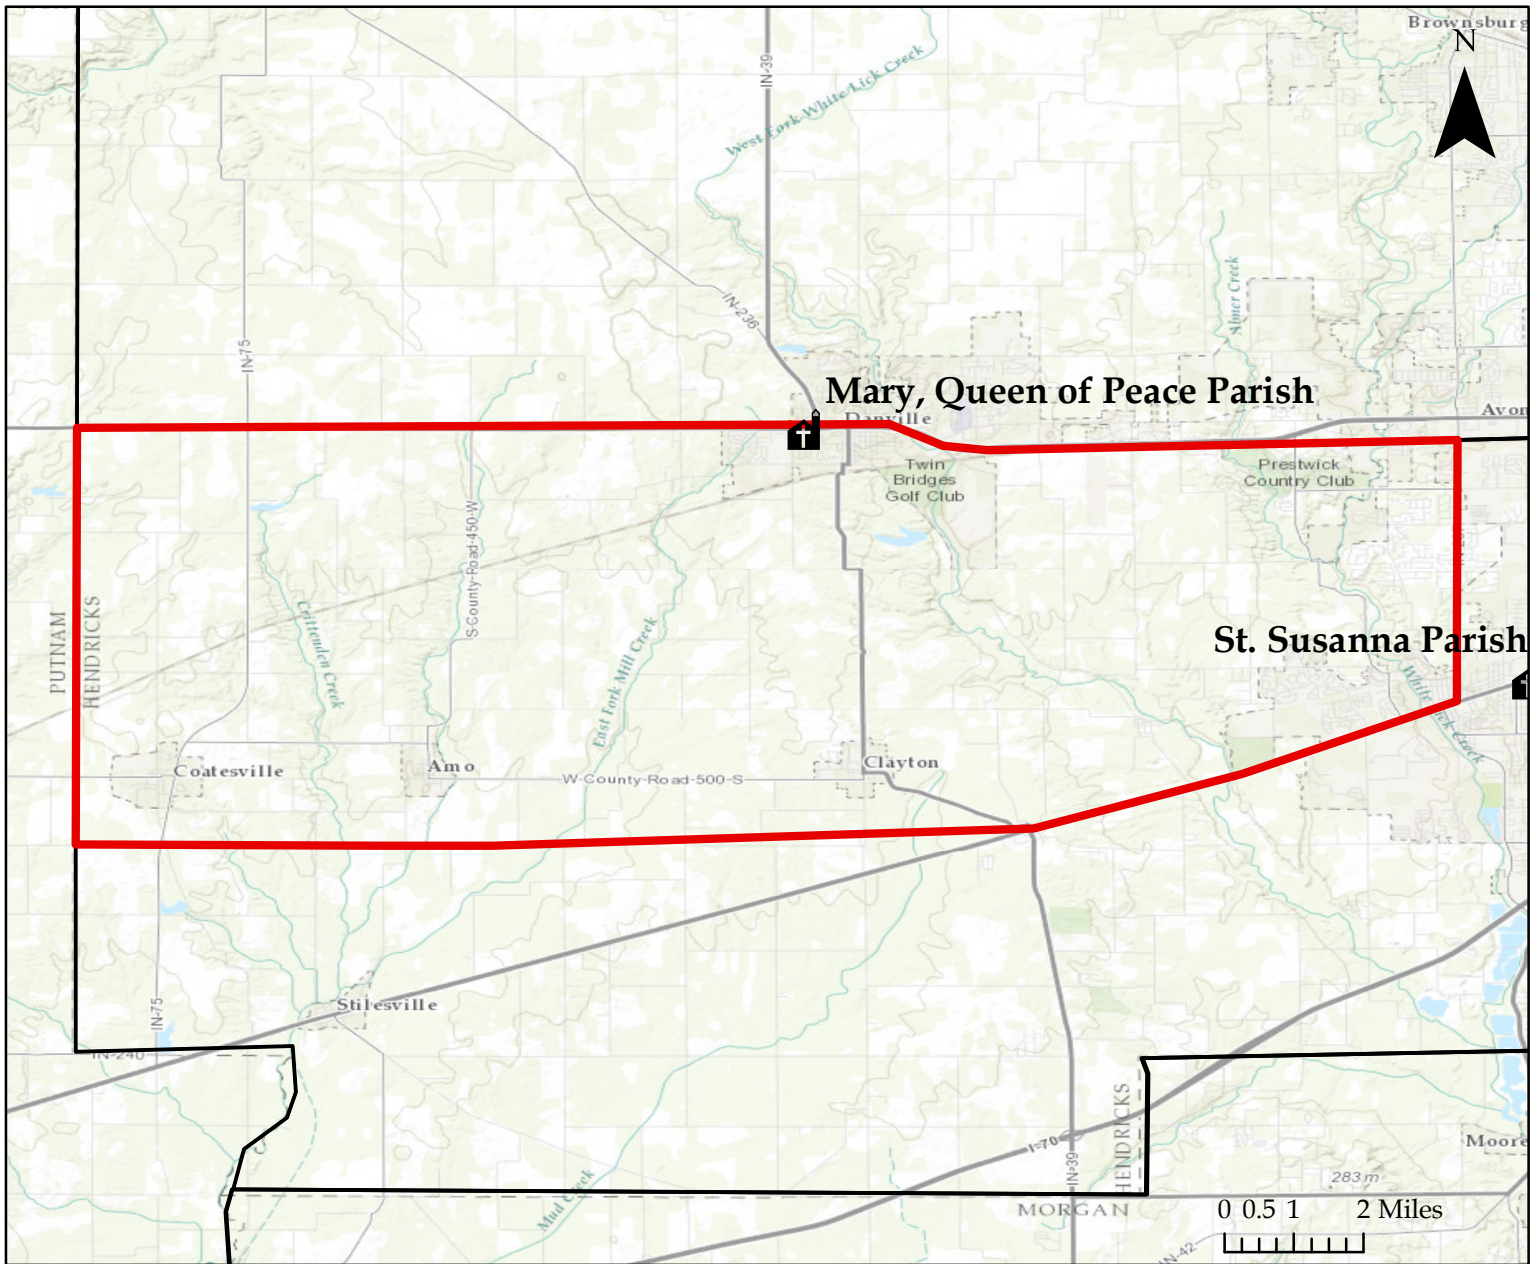 Brownsburg
N
IN-39
West Fork White Lick Creek
Abner Creek
IN-236
IN-75
Mary, Queen of Peace Parish
Danville
Avon
Twin
Bridges
Golf Club
Prestwick
Country Club
S-County-Road-450-W
PUTNAM
HENDRICKS
Crittenden Creek
East Fork Mill Creek
St. Susanna Parish
White Lick Creek
Coatesville
Amo
W-County-Road-500-S
Clayton
Stilesville
IN-75
IN-240
I-70
IN-39
HENDRICKS
Moore
283 m
Mud Creek
MORGAN
0 0.5 1 2 Miles
IN-42